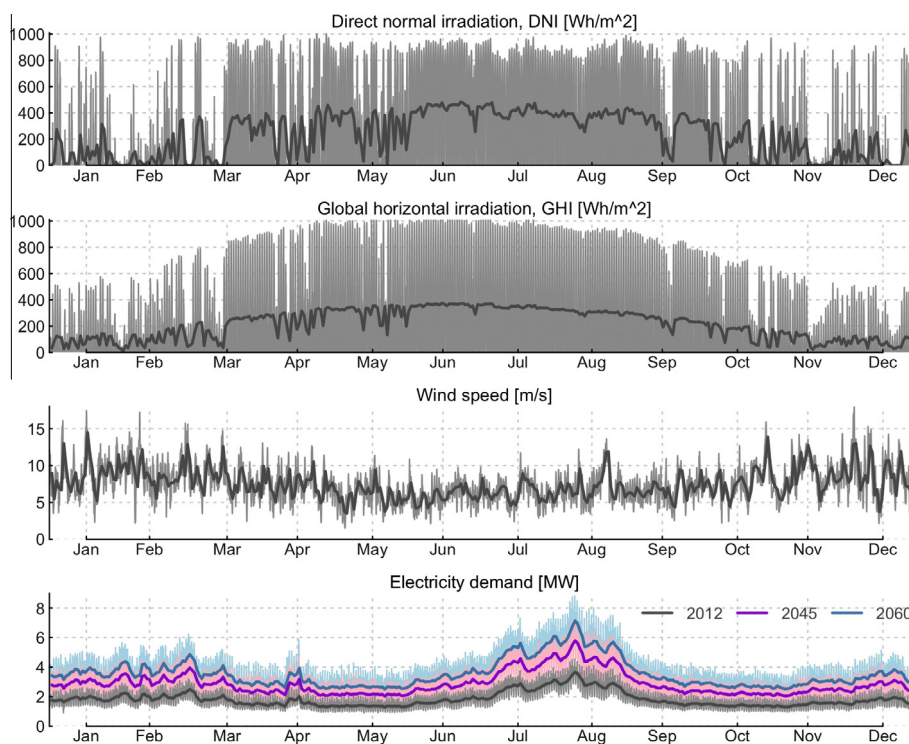 Direct normal irradiation, DNI [Wh/m^2]
1000
800
600
400
200
0
Jan Feb Mar Apr May Jun Jul Aug Sep Oct Nov Dec
Global horizontal irradiation, GHI [Wh/m^2]
1000
800
600
400
200
0
Jan Feb Mar Apr May Jun Jul Aug Sep Oct Nov Dec
Wind speed [m/s]
15
10
5
0
Jan Feb Mar Apr May Jun Jul Aug Sep Oct Nov Dec
Electricity demand [MW]
8 2012 2045 2060
6
4
2
0
Jan Feb Mar Apr May Jun Jul Aug Sep Oct Nov Dec